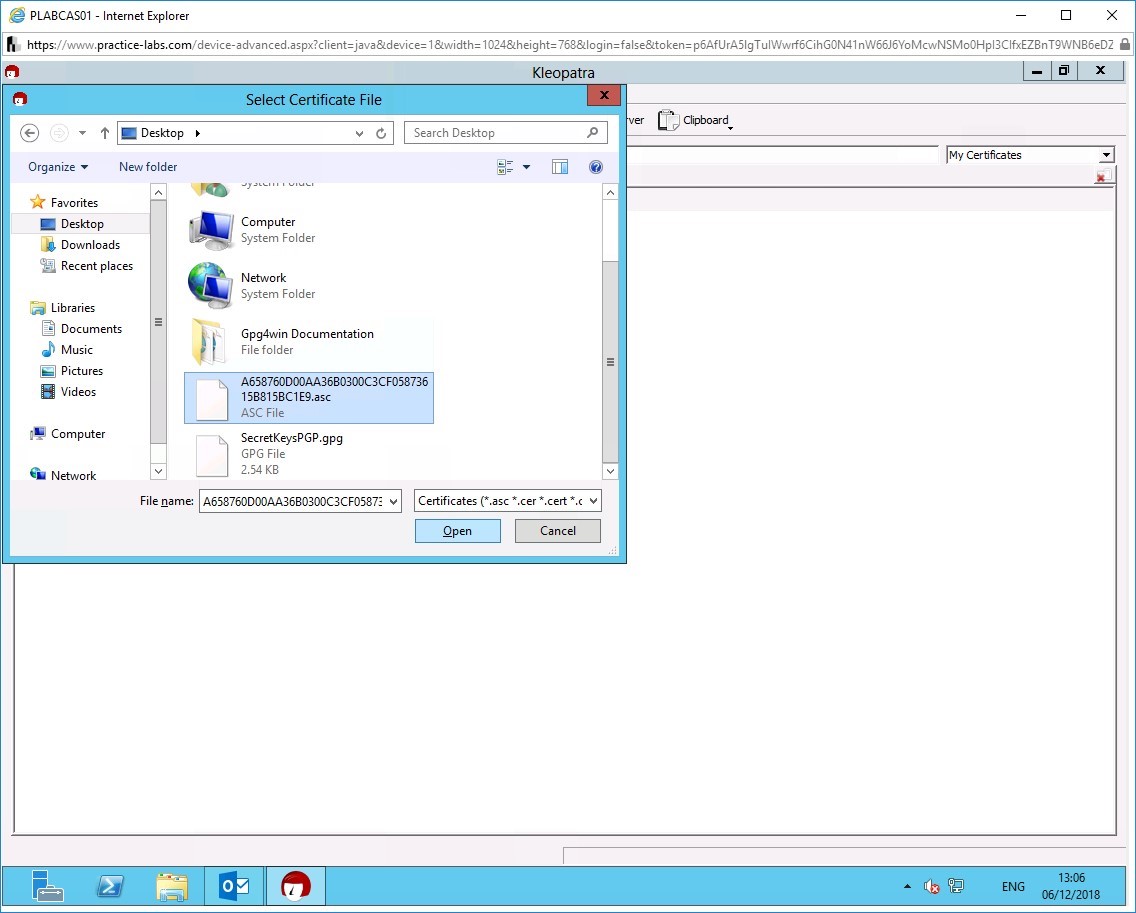 PLABCAS01 - Internet Explorer
https://www.practice-labs.com/device-advanced.aspx?client=java&device=1&width=1024&height=768&login=false&token=p6AfUrA5IgTuIWwrf6CihG0N41nW66J6YoMcwNSMo0HpI3ClfxEZBnT9WNB6eDZ
Kleopatra
Select Certificate File
Desktop
Search Desktop
ver
Clipboard
Organize
New folder
My Certificates
Favorites
Desktop
Downloads
Recent places
Libraries
Documents
Music
Pictures
Videos
Computer
Network
System Folder
Computer
System Folder
Network
System Folder
Gpg4win Documentation
File folder
A658760D00AA36B0300C3CF058736
15B815BC1E9.asc
ASC File
SecretKeysPGP.gpg
GPG File
2.54 KB
File name:
A658760D00AA36B0300C3CF05873
Certificates (*.asc *.cer *.cert *.c
Open
Cancel
ENG
13:06
06/12/2018